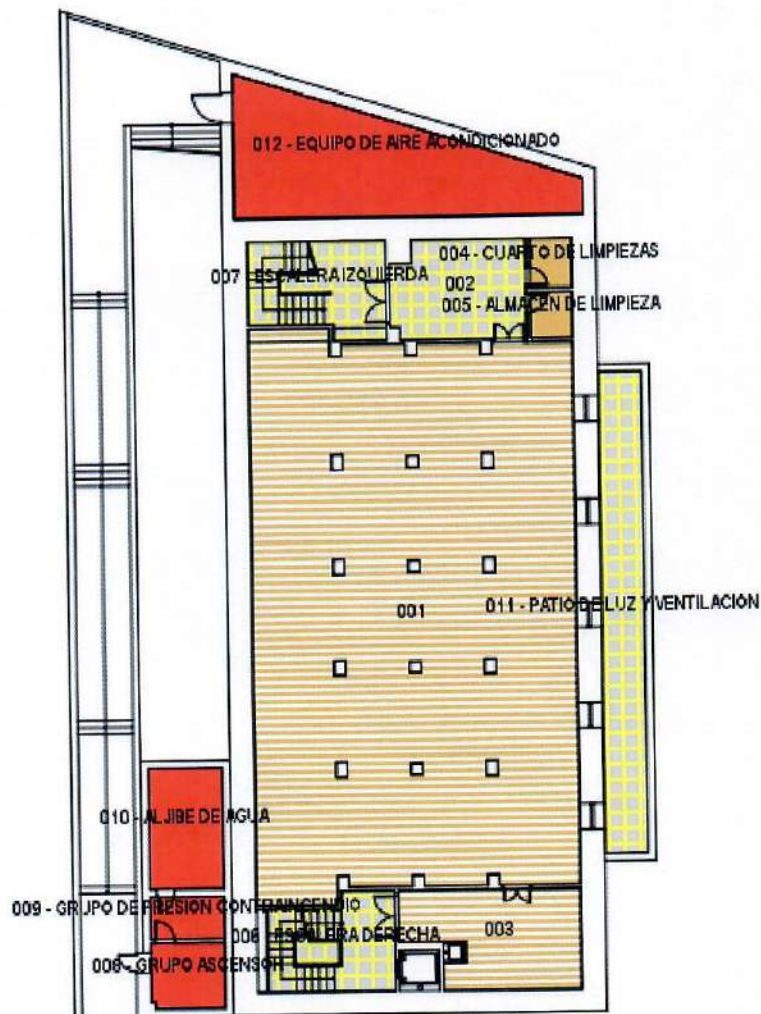 012 - EQUIPO DE AIRE ACONDICIONADO
004 - CUARTO DE LIMPIEZAS
007 - ESCALERA IZQUIERDA
002
005 - ALMACEN DE LIMPIEZA
001
011 - PATIO DE LUZ Y VENTILACIÓN
010 - ALJIBE DE AGUA
009 - GRUPO DE PRESION CONTRAINCENDIO
006 - ESCALERA DERECHA
003
008 - GRUPO ASCENSOR